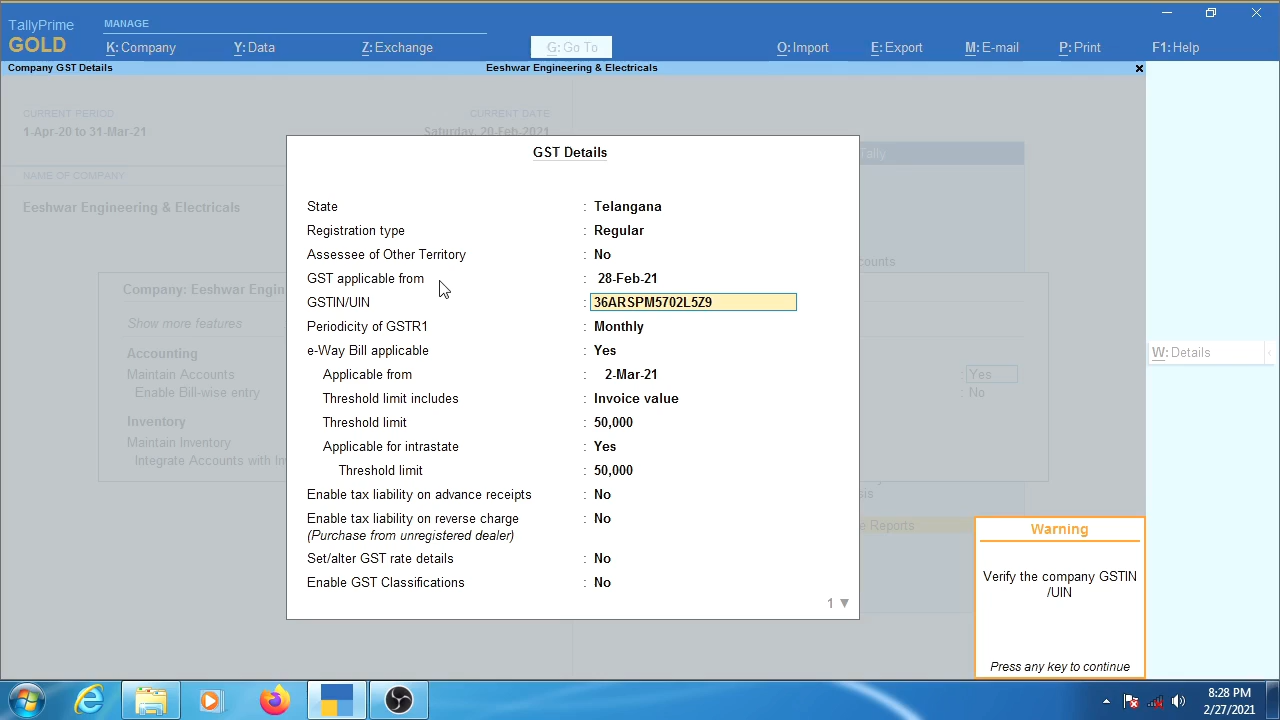 TallyPrime
GOLD
MANAGE
K: Company
Y: Data
Z: Exchange
G: Go To
O: Import
E: Export
M: E-mail
P: Print
F1: Help
Company GST Details
Eeshwar Engineering & Electricals
CURRENT PERIOD
1-Apr-20 to 31-Mar-21
CURRENT DATE
Saturday, 20-Feb-2021
NAME OF COMPANY
Eeshwar Engineering & Electricals
Company: Eeshwar Engin
Show more features
Accounting
Maintain Accounts
: Yes
Enable Bill-wise entry
: No
Inventory
Maintain Inventory
Integrate Accounts with In
Tally
counts
e Reports
GST Details
State : Telangana
Registration type : Regular
Assessee of Other Territory : No
GST applicable from : 28-Feb-21
GSTIN/UIN : 36ARSPM5702L5Z9
Periodicity of GSTR1 : Monthly
e-Way Bill applicable : Yes
Applicable from : 2-Mar-21
Threshold limit includes : Invoice value
Threshold limit : 50,000
Applicable for intrastate : Yes
Threshold limit : 50,000
Enable tax liability on advance receipts : No
Enable tax liability on reverse charge : No
(Purchase from unregistered dealer)
Set/alter GST rate details : No
Enable GST Classifications : No
1 ▼
W: Details
Warning
Verify the company GSTIN
/UIN
Press any key to continue
8:28 PM
2/27/2021